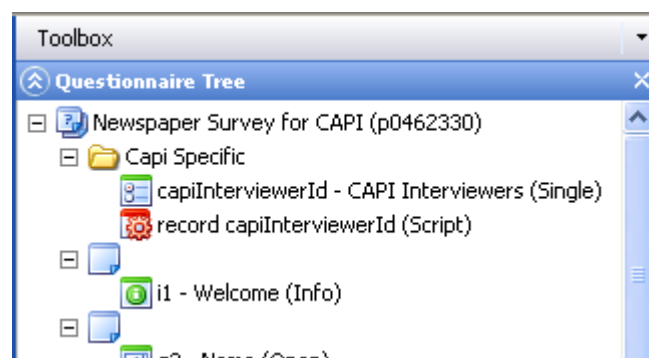 Toolbox
Questionnaire Tree
Newspaper Survey for CAPI (p0462330)
Capi Specific
capiInterviewerId - CAPI Interviewers (Single)
record capiInterviewerId (Script)
i1 - Welcome (Info)